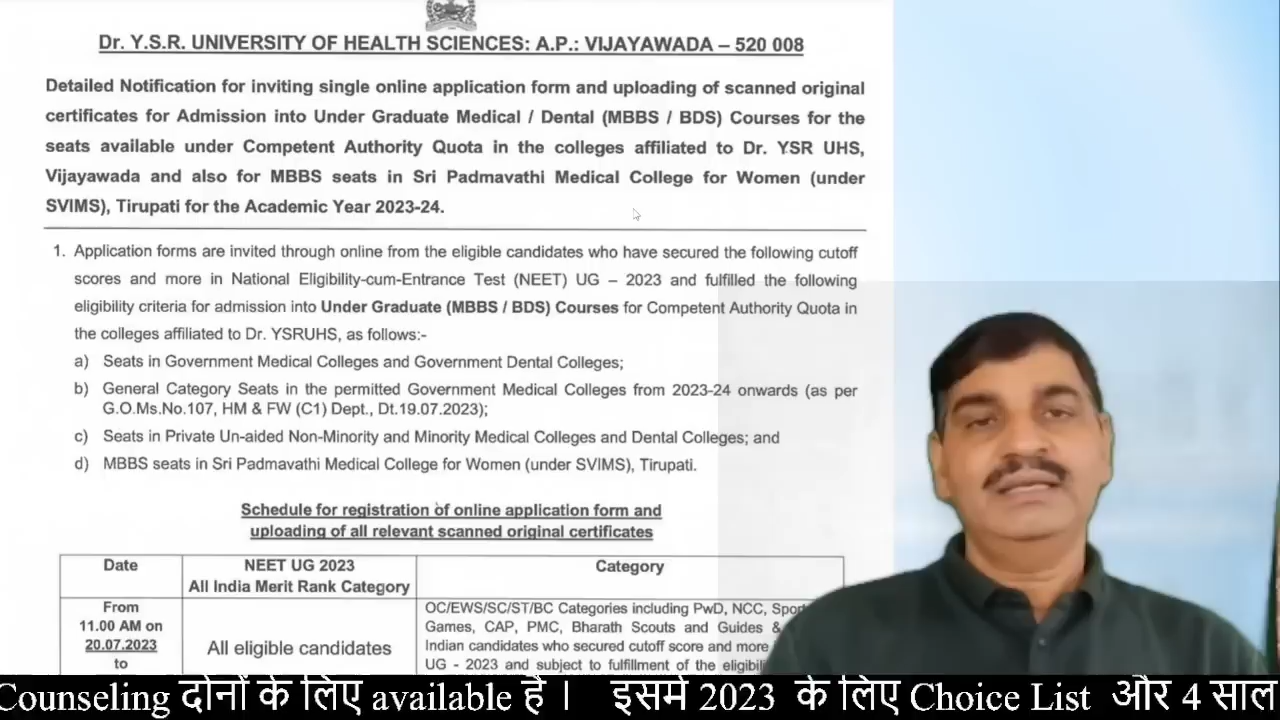 Dr. Y.S.R. UNIVERSITY OF HEALTH SCIENCES: A.P.: VIJAYAWADA – 520 008
Detailed Notification for inviting single online application form and uploading of scanned original
certificates for Admission into Under Graduate Medical / Dental (MBBS / BDS) Courses for the
seats available under Competent Authority Quota in the colleges affiliated to Dr. YSR UHS,
Vijayawada and also for MBBS seats in Sri Padmavathi Medical College for Women (under
SVIMS), Tirupati for the Academic Year 2023-24.
1. Application forms are invited through online from the eligible candidates who have secured the following cutoff
scores and more in National Eligibility-cum-Entrance Test (NEET) UG – 2023 and fulfilled the following
eligibility criteria for admission into Under Graduate (MBBS / BDS) Courses for Competent Authority Quota in
the colleges affiliated to Dr. YSRUHS, as follows:-
a) Seats in Government Medical Colleges and Government Dental Colleges;
b) General Category Seats in the permitted Government Medical Colleges from 2023-24 onwards (as per
G.O.Ms.No.107, HM & FW (C1) Dept., Dt.19.07.2023);
c) Seats in Private Un-aided Non-Minority and Minority Medical Colleges and Dental Colleges; and
d) MBBS seats in Sri Padmavathi Medical College for Women (under SVIMS), Tirupati.
Schedule for registration of online application form and
uploading of all relevant scanned original certificates
Date
NEET UG 2023
All India Merit Rank Category
Category
From
11.00 AM on
20.07.2023
to
All eligible candidates
OC/EWS/SC/ST/BC Categories including PwD, NCC, Spor
Games, CAP, PMC, Bharath Scouts and Guides &
Indian candidates who secured cutoff score and more
UG - 2023 and subject to fulfillment of the eligibil
Counseling दोनों के लिए available है । इसमें 2023 के लिए Choice List और 4 साल